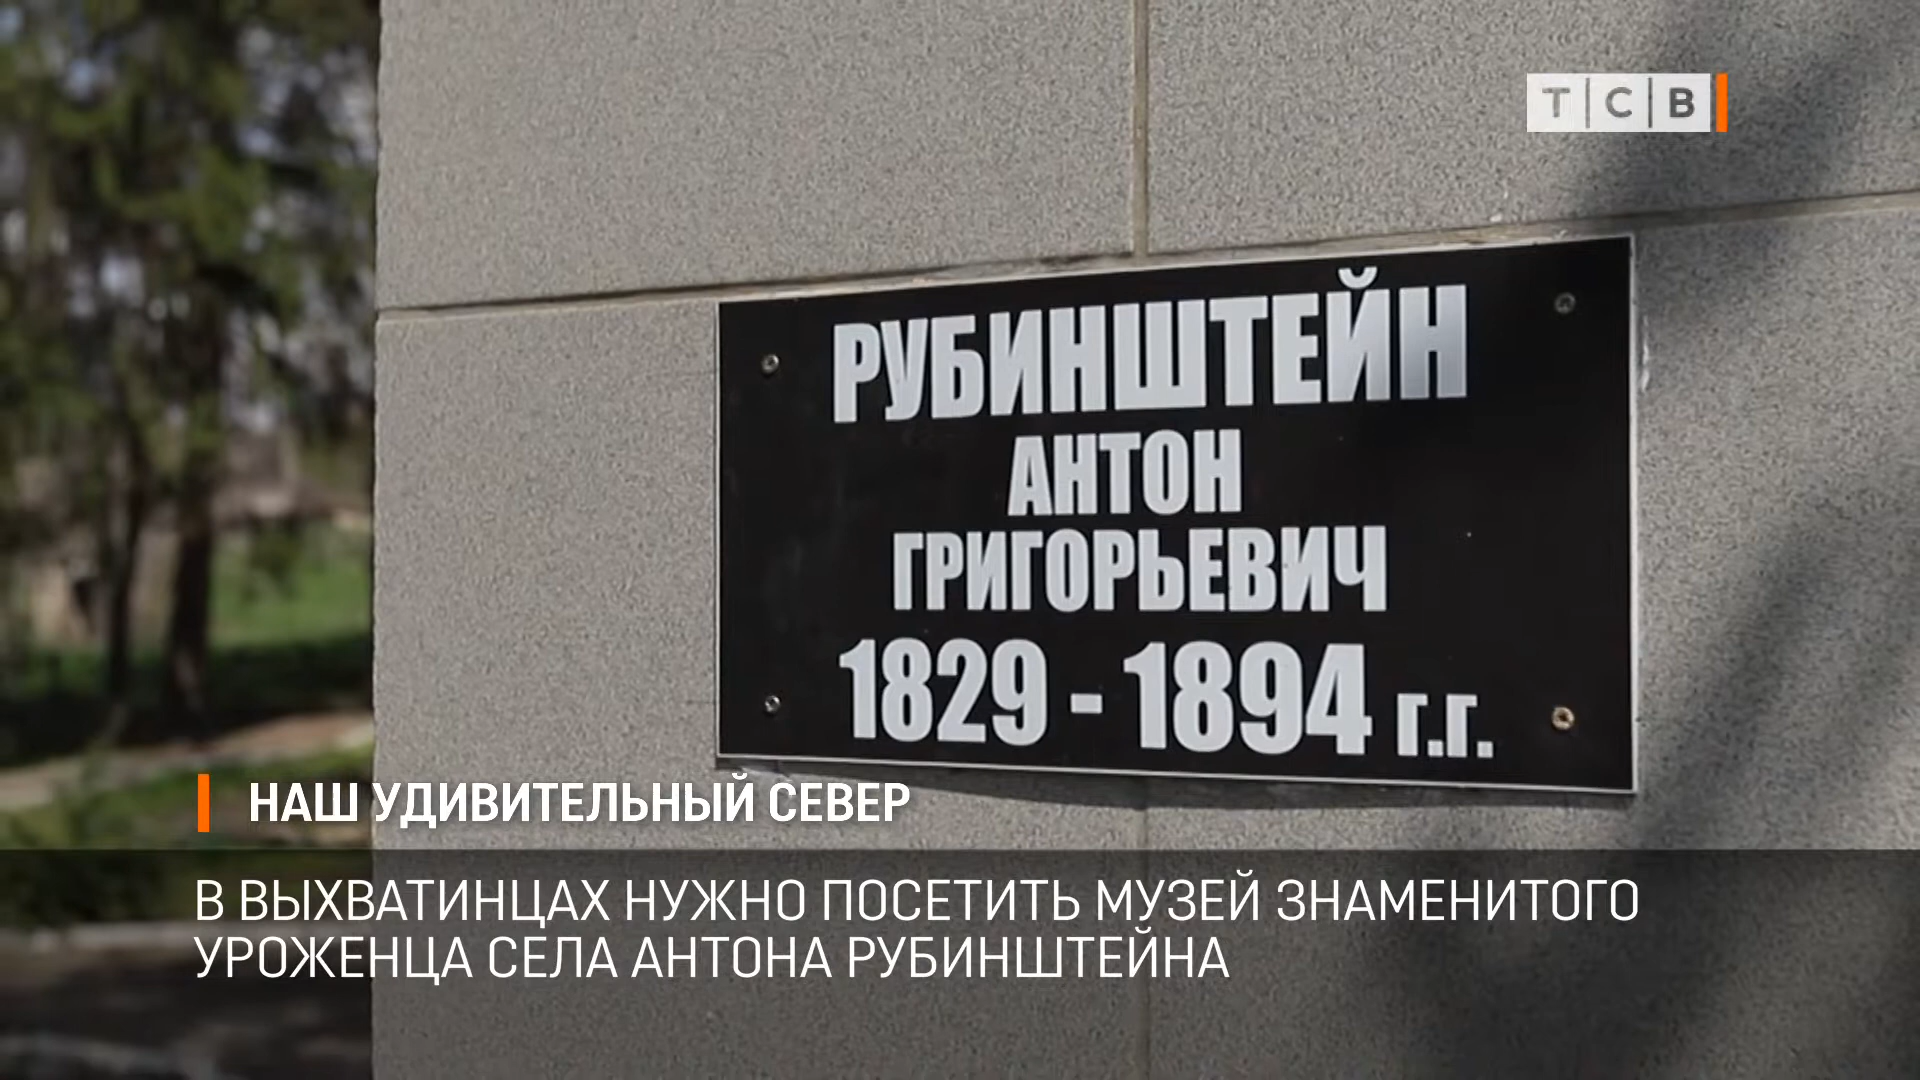 ТСВ
РУБИНШТЕЙН
АНТОН
ГРИГОРЬЕВИЧ
1829 - 1894 г.г.
НАШ УДИВИТЕЛЬНЫЙ СЕВЕР
В ВЫХВАТИНЦАХ НУЖНО ПОСЕТИТЬ МУЗЕЙ ЗНАМЕНИТОГО
УРОЖЕНЦА СЕЛА АНТОНА РУБИНШТЕЙНА